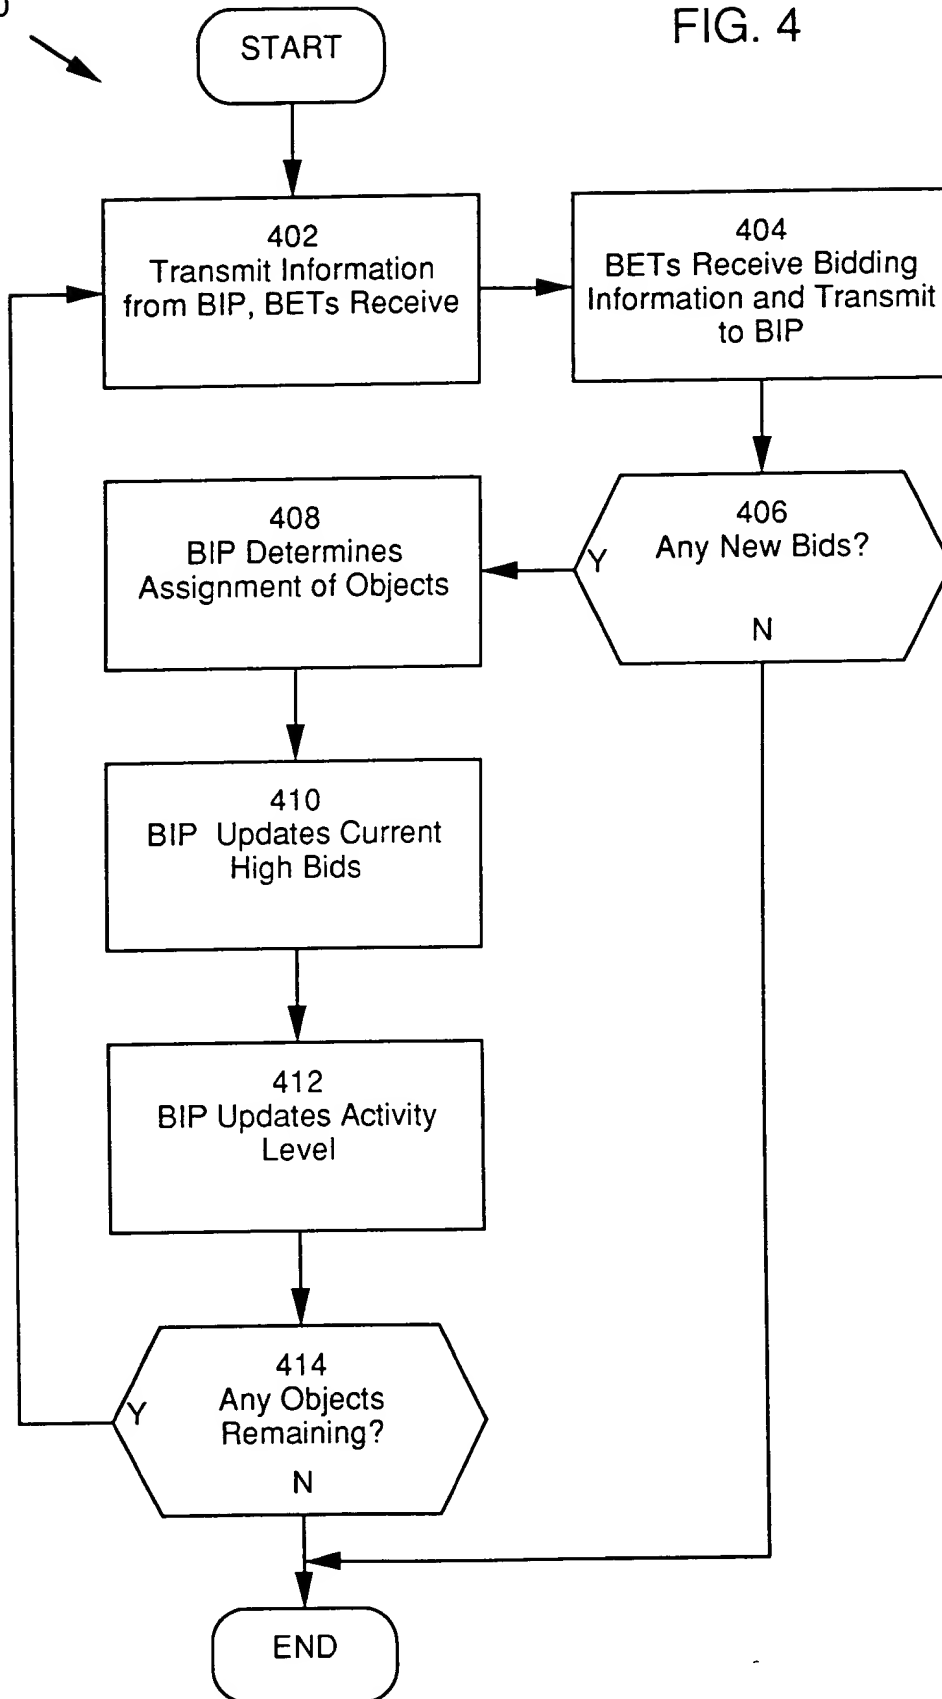 FIG. 4
START
402
Transmit Information
from BIP, BETs Receive
404
BETs Receive Bidding
Information and Transmit
to BIP
406
Any New Bids?
Y
N
408
BIP Determines
Assignment of Objects
410
BIP Updates Current
High Bids
412
BIP Updates Activity
Level
414
Any Objects
Remaining?
Y
N
END